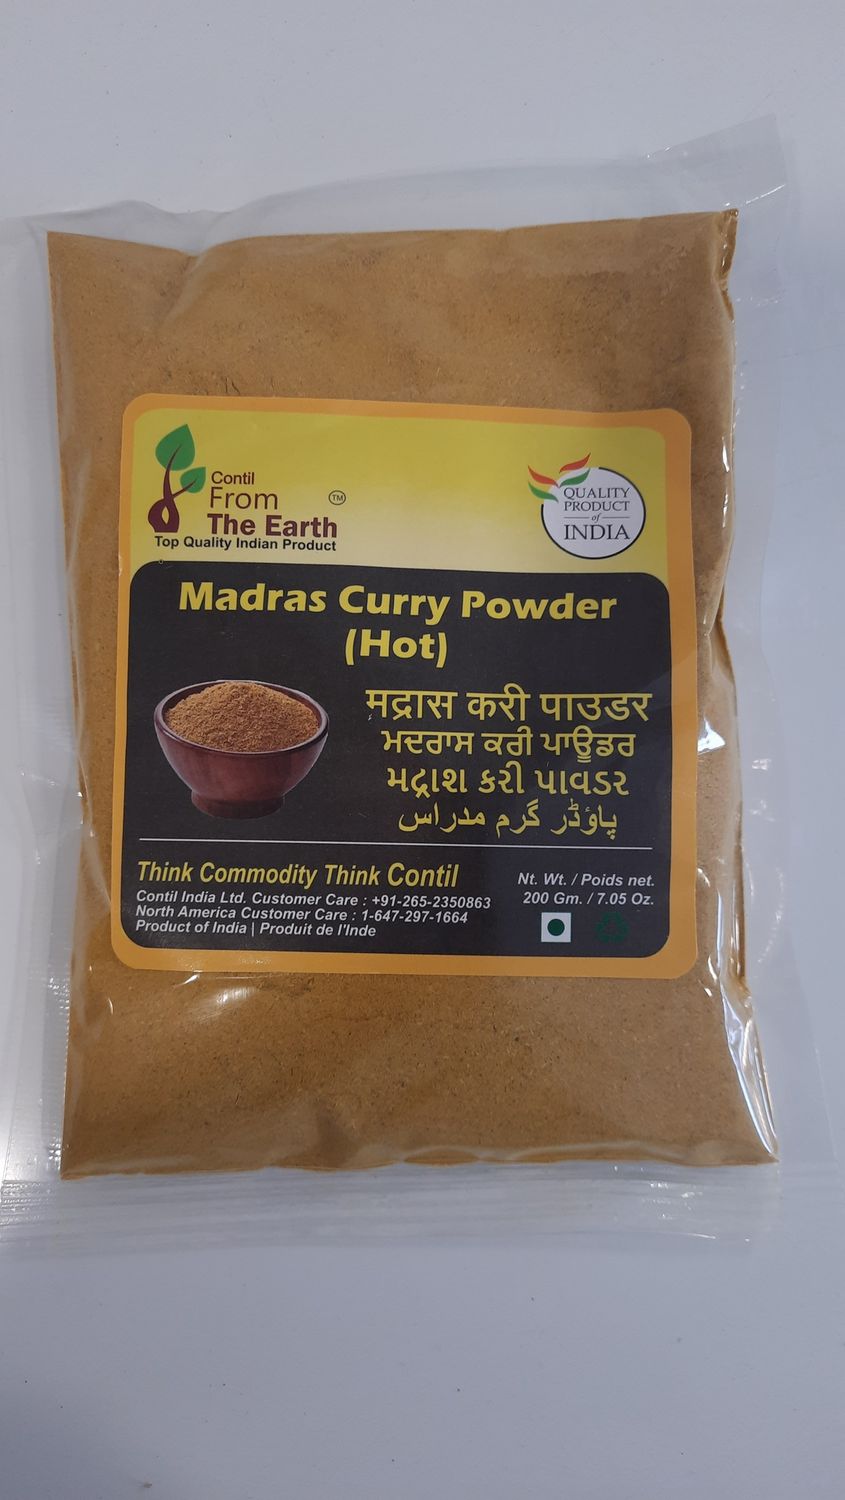 Contil
From
The Earth
TM
Top Quality Indian Product
QUALITY
PRODUCT
of
INDIA
Madras Curry Powder
(Hot)
मद्रास करी पाउडर
ਮਦਰਾਸ ਕਰੀ ਪਾਊਡਰ
મદ્રાશ કરી પાવડર
پاؤڈر گرم مدراس
Think Commodity Think Contil
Contil India Ltd. Customer Care : +91-265-2350863
North America Customer Care : 1-647-297-1664
Product of India | Produit de l'Inde
Nt. Wt. / Poids net.
200 Gm. / 7.05 Oz.